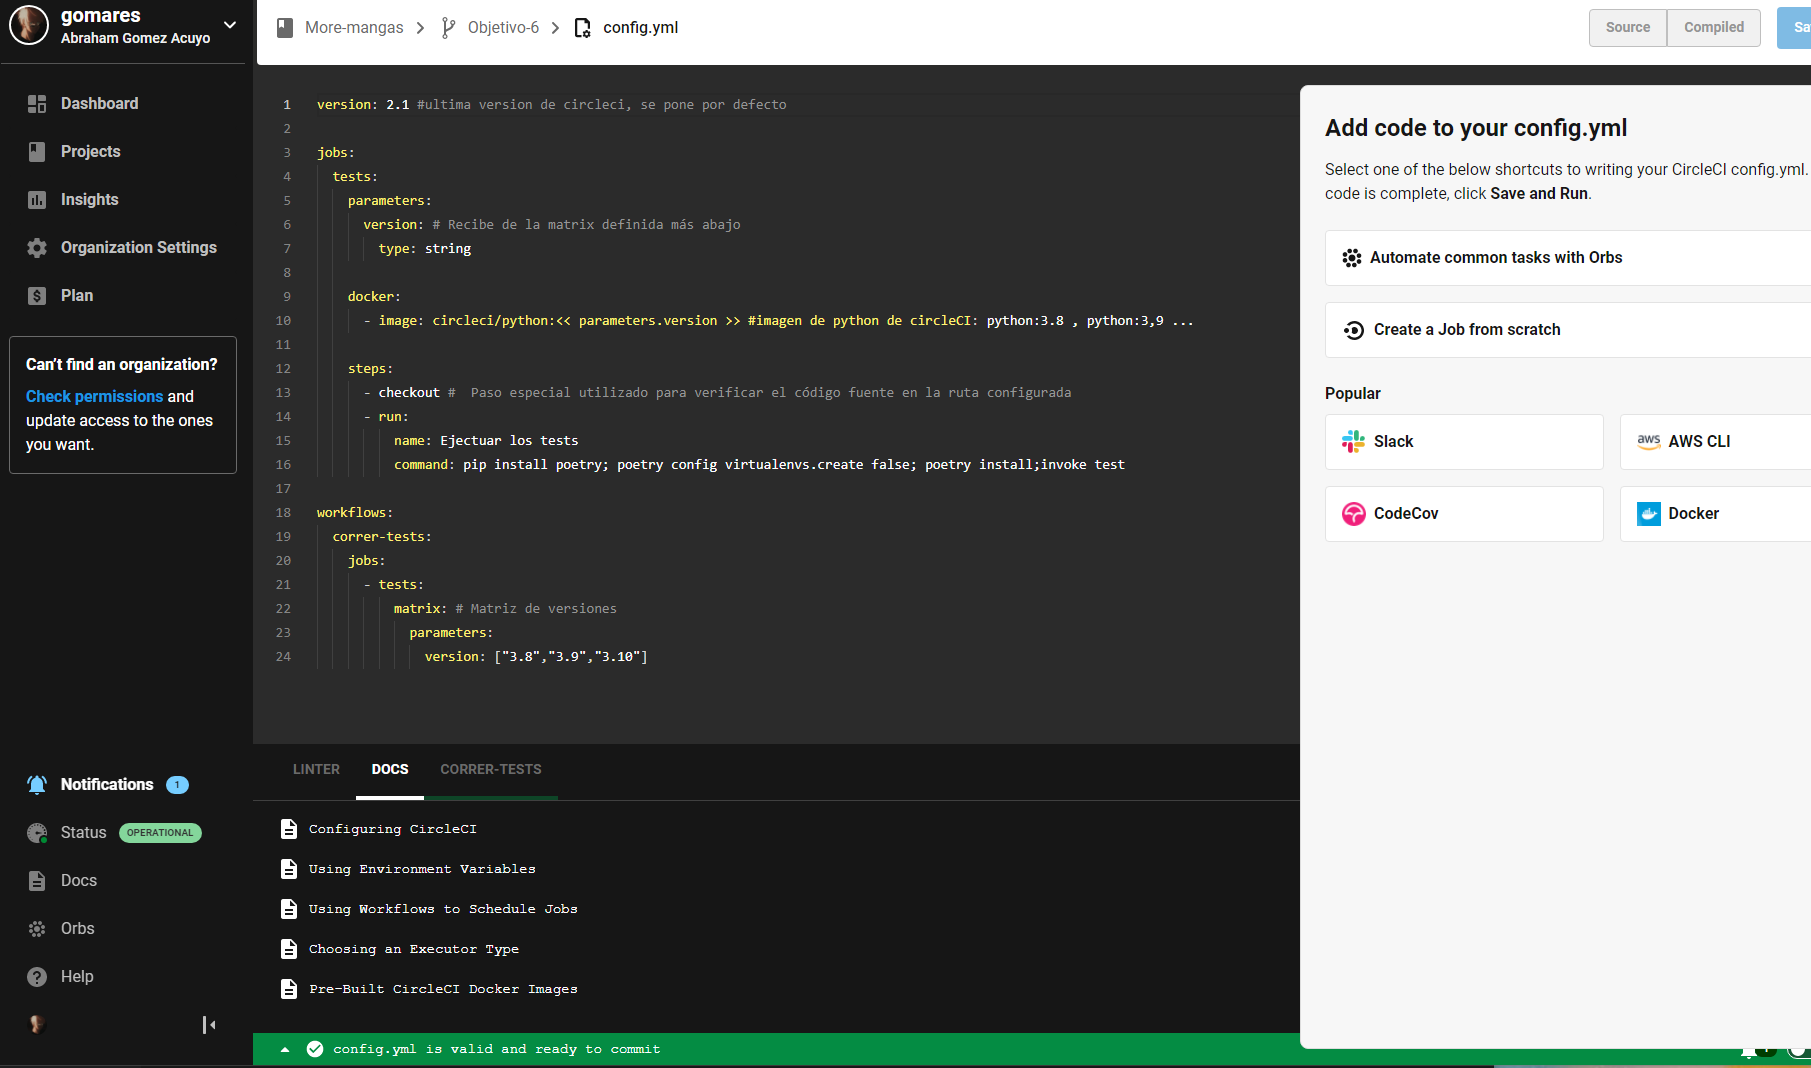 gomares
Abraham Gomez Acuyo
Dashboard
Projects
Insights
Organization Settings
Plan
Can't find an organization?
Check permissions and
update access to the ones
you want.
Notifications 1
Status OPERATIONAL
Docs
Orbs
Help
More-mangas > Objetivo-6 > config.yml
Source Compiled Sa
1 version: 2.1 #ultima version de circleci, se pone por defecto
2
3 jobs:
4 tests:
5 parameters:
6 version: # Recibe de la matrix definida más abajo
7 type: string
8
9 docker:
10 - image: circleci/python:<< parameters.version >> #imagen de python de circleCI: python:3.8 , python:3,9 ...
11
12 steps:
13 - checkout #  Paso especial utilizado para verificar el código fuente en la ruta configurada
14 - run:
15 name: Ejectuar los tests
16 command: pip install poetry; poetry config virtualenvs.create false; poetry install;invoke test
17
18 workflows:
19 correr-tests:
20 jobs:
21 - tests:
22 matrix: # Matriz de versiones
23 parameters:
24 version: ["3.8","3.9","3.10"]
LINTER DOCS CORRER-TESTS
Configuring CircleCI
Using Environment Variables
Using Workflows to Schedule Jobs
Choosing an Executor Type
Pre-Built CircleCI Docker Images
config.yml is valid and ready to commit
Add code to your config.yml
Select one of the below shortcuts to writing your CircleCI config.yml.
code is complete, click Save and Run.
Automate common tasks with Orbs
Create a Job from scratch
Popular
Slack
aws AWS CLI
CodeCov
Docker